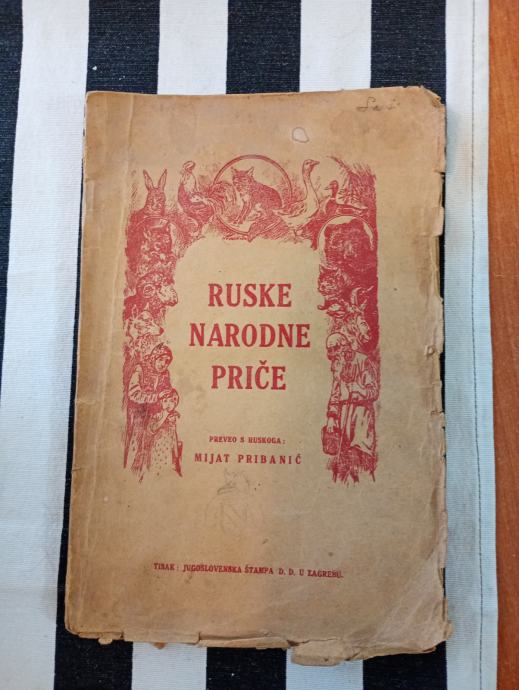 RUSKE
NARODNE
PRIČE
PREVEO S RUSKOGA:
MIJAT PRIBANIĆ
TISAK: JUGOSLOVENSKA ŠTAMPA D. D. U ZAGREBU.